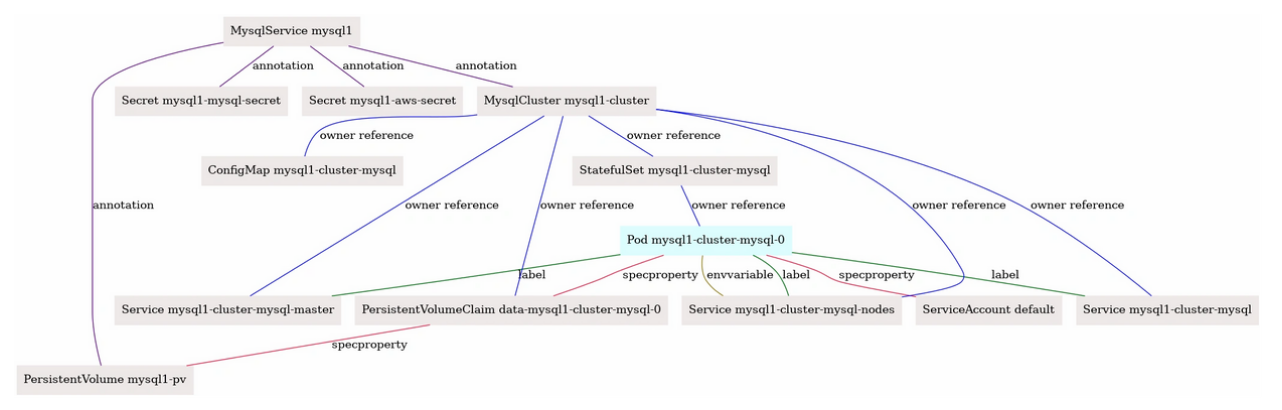 MysqlService mysql1
annotation
annotation
annotation
Secret mysql1-mysql-secret
Secret mysql1-aws-secret
MysqlCluster mysql1-cluster
owner reference
owner reference
ConfigMap mysql1-cluster-mysql
StatefulSet mysql1-cluster-mysql
annotation
owner reference
owner reference
owner reference
owner reference
owner reference
Pod mysql1-cluster-mysql-0
label
specproperty
envvariable
label
specproperty
label
Service mysql1-cluster-mysql-master
PersistentVolumeClaim data-mysql1-cluster-mysql-0
Service mysql1-cluster-mysql-nodes
ServiceAccount default
Service mysql1-cluster-mysql
specproperty
PersistentVolume mysql1-pv